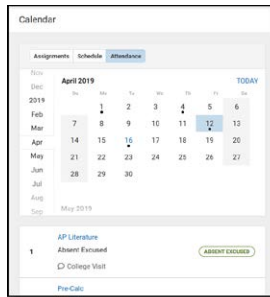 Calendar
Assignments Schedule Attendance
Nov
Dec
2019
Feb
Mar
Apr
May
Jun
Jul
Aug
Sep
April 2019 TODAY
Su Mo Tu We Th Fr Sa
1 2 3 4 5 6
7 8 9 10 11 12 13
14 15 16 17 18 19 20
21 22 23 24 25 26 27
28 29 30
May 2019
AP Literature
1 Absent Excused ABSENT EXCUSED
College Visit
Pre-Calc